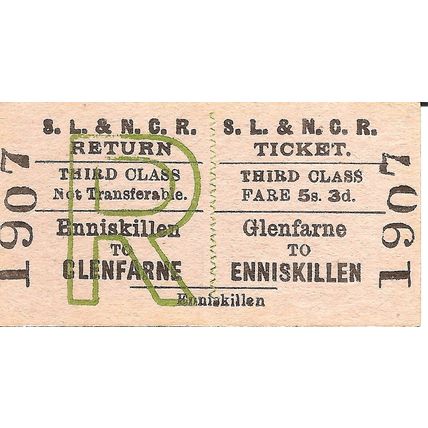 S. L. & N. C. R. S. L. & N. C. R.
RETURN TICKET.
THIRD CLASS THIRD CLASS
Not Transferable. FARE 5s. 3d.
Enniskillen Glenfarne
TO TO
GLENFARNE ENNISKILLEN
Enniskillen
R
1907
1907